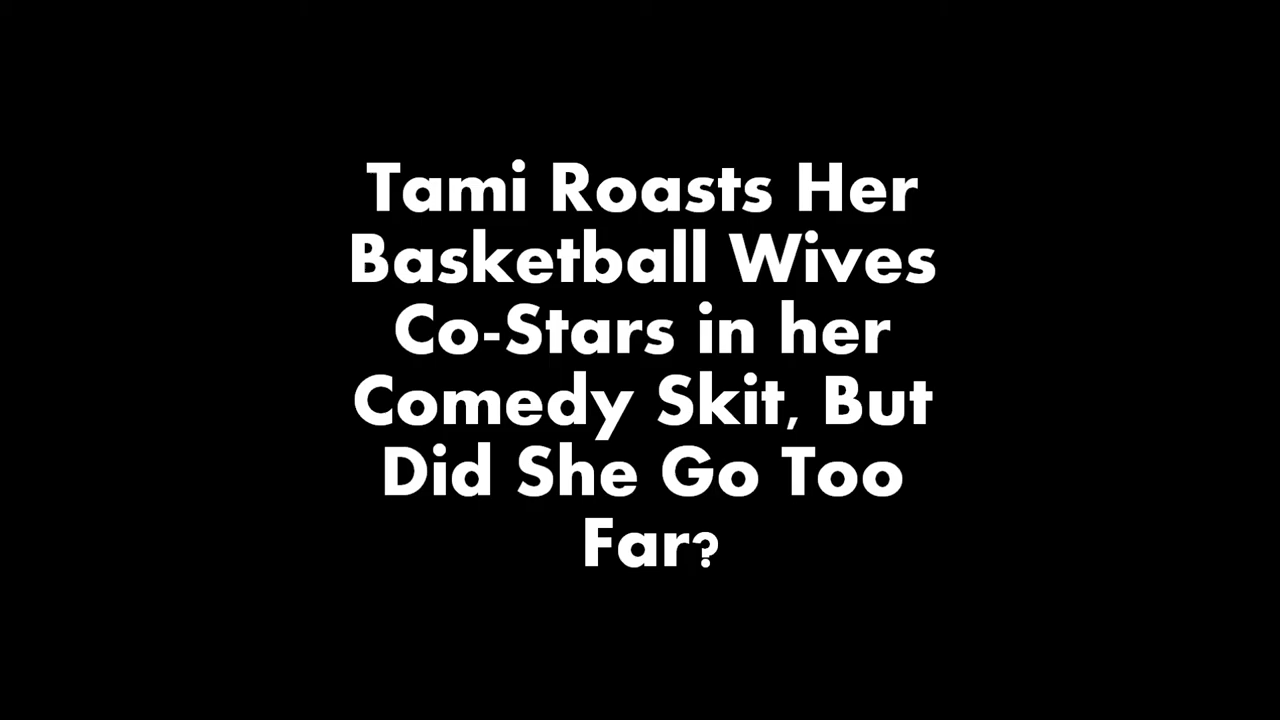 Tami Roasts Her
Basketball Wives
Co-Stars in her
Comedy Skit, But
Did She Go Too
Far?